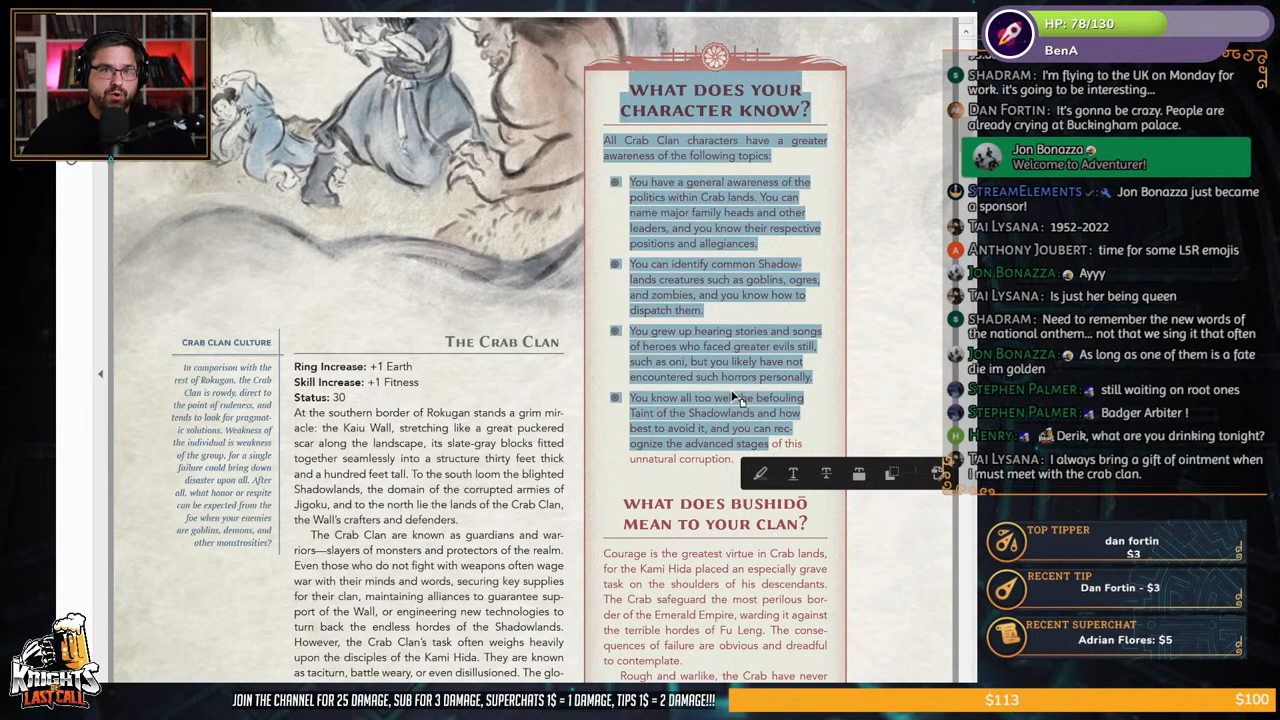 WHAT DOES YOUR
CHARACTER KNOW?
All Crab Clan characters have a greater
awareness of the following topics:
You have a general awareness of the
politics within Crab lands. You can
name major family heads and other
leaders, and you know their respective
positions and allegiances.
You can identify common Shadow-
lands creatures such as goblins, ogres,
and zombies, and you know how to
dispatch them.
You grew up hearing stories and songs
of heroes who faced greater evils still,
such as oni, but you likely have not
encountered such horrors personally.
You know all too well the befouling
Taint of the Shadowlands and how
best to avoid it, and you can rec-
ognize the advanced stages of this
unnatural corruption.
WHAT DOES BUSHIDŌ
MEAN TO YOUR CLAN?
Courage is the greatest virtue in Crab lands,
for the Kami Hida placed an especially grave
task on the shoulders of his descendants.
The Crab safeguard the most perilous bor-
der of the Emerald Empire, warding it against
the terrible hordes of Fu Leng. The conse-
quences of failure are obvious and dreadful
to contemplate.
Rough and warlike, the Crab have never
CRAB CLAN CULTURE
In comparison with the
rest of Rokugan, the Crab
Clan is rowdy, direct to
the point of rudeness, and
tends to look for pragmat-
ic solutions. Weakness of
the individual is weakness
of the group, for a single
failure could bring down
disaster upon all. After
all, what honor or respite
can be expected from the
foe when your enemies
are goblins, demons, and
other monstrosities?
THE CRAB CLAN
Ring Increase: +1 Earth
Skill Increase: +1 Fitness
Status: 30
At the southern border of Rokugan stands a grim mir-
acle: the Kaiu Wall, stretching like a great puckered
scar along the landscape, its slate-gray blocks fitted
together seamlessly into a structure thirty feet thick
and a hundred feet tall. To the south loom the blighted
Shadowlands, the domain of the corrupted armies of
Jigoku, and to the north lie the lands of the Crab Clan,
the Wall's crafters and defenders.
The Crab Clan are known as guardians and war-
riors—slayers of monsters and protectors of the realm.
Even those who do not fight with weapons often wage
war with their minds and words, securing key supplies
for their clan, maintaining alliances to guarantee sup-
port of the Wall, or engineering new technologies to
turn back the endless hordes of the Shadowlands.
However, the Crab Clan's task often weighs heavily
upon the disciples of the Kami Hida. They are known
as taciturn, battle weary, or even disillusioned. The glo-
HP: 78/130
BenA
SHADRAM: I'm flying to the UK on Monday for
work. it's going to be interesting...
DAN FORTIN: It's gonna be crazy. People are
already crying at Buckingham palace.
Jon Bonazza
Welcome to Adventurer!
STREAMELEMENTS Jon Bonazza just became
a sponsor!
TAI LYSANA: 1952-2022
ANTHONY JOUBERT: time for some L5R emojis
JON BONAZZA: Ayyy
TAI LYSANA: Is just her being queen
SHADRAM: Need to remember the new words of
the national anthem... not that we sing it that often
JON BONAZZA: As long as one of them is a fate
die im golden
STEPHEN PALMER: still waiting on root ones
STEPHEN PALMER: Badger Arbiter !
HENRY: Derik, what are you drinking tonight?
TAI LYSANA: I always bring a gift of ointment when
I must meet with the crab clan.
TOP TIPPER
dan fortin
$3
RECENT TIP
Dan Fortin - $3
RECENT SUPERCHAT
Adrian Flores: $5
KNIGHTS
LAST CALL
JOIN THE CHANNEL FOR 25 DAMAGE, SUB FOR 3 DAMAGE, SUPERCHATS 1$ = 1 DAMAGE, TIPS 1$ = 2 DAMAGE!!!
$113
$100